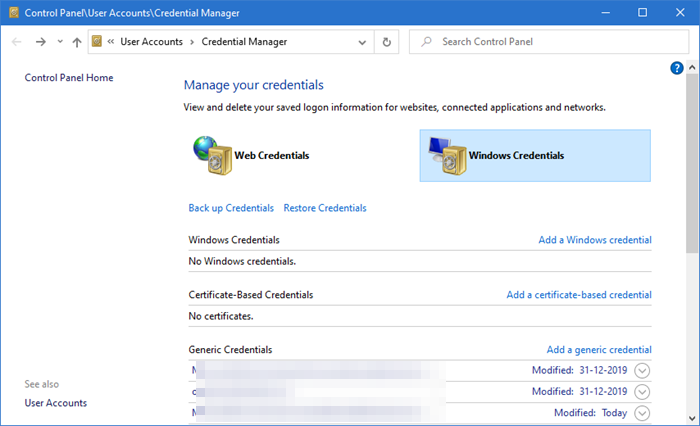 Control Panel\User Accounts\Credential Manager
User Accounts > Credential Manager
Search Control Panel
Control Panel Home
Manage your credentials
View and delete your saved logon information for websites, connected applications and networks.
Web Credentials
Windows Credentials
Back up Credentials Restore Credentials
Windows Credentials Add a Windows credential
No Windows credentials.
Certificate-Based Credentials Add a certificate-based credential
No certificates.
Generic Credentials Add a generic credential
Modified: 31-12-2019
Modified: 31-12-2019
Modified: Today
See also
User Accounts